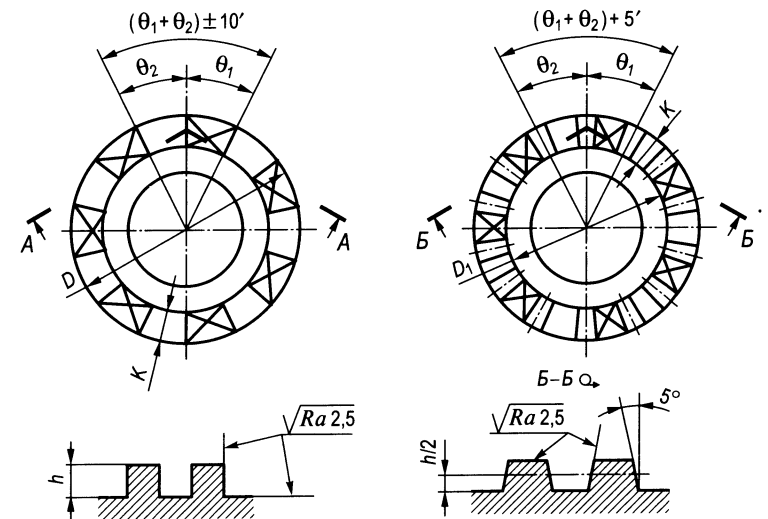 (θ₁+θ₂)±10′
θ₂
θ₁
A
A
D
K
h
√Ra 2,5
(θ₁+θ₂)+5′
θ₂
θ₁
K
Б
Б
D₁
Б–Б
√Ra 2,5
5°
h/2